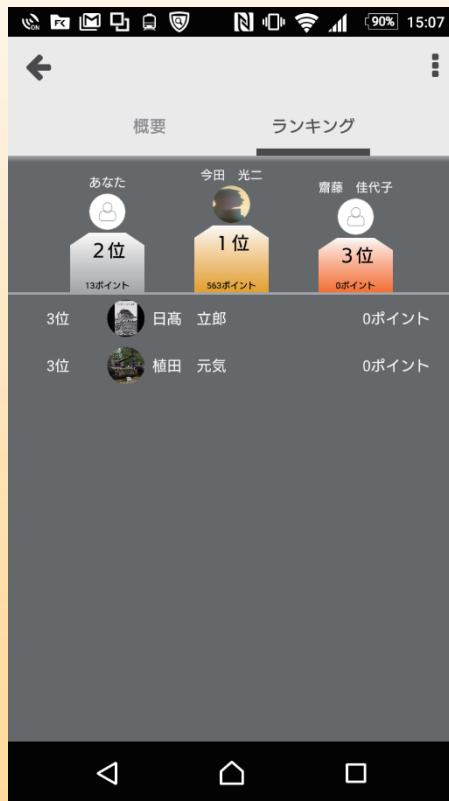 ON FK 90% 15:07
概要 ランキング
あなた 今田 光二 齋藤 佳代子
2位 1位 3位
13ポイント 563ポイント 0ポイント
3位 日髙 立郎 0ポイント
3位 植田 元気 0ポイント